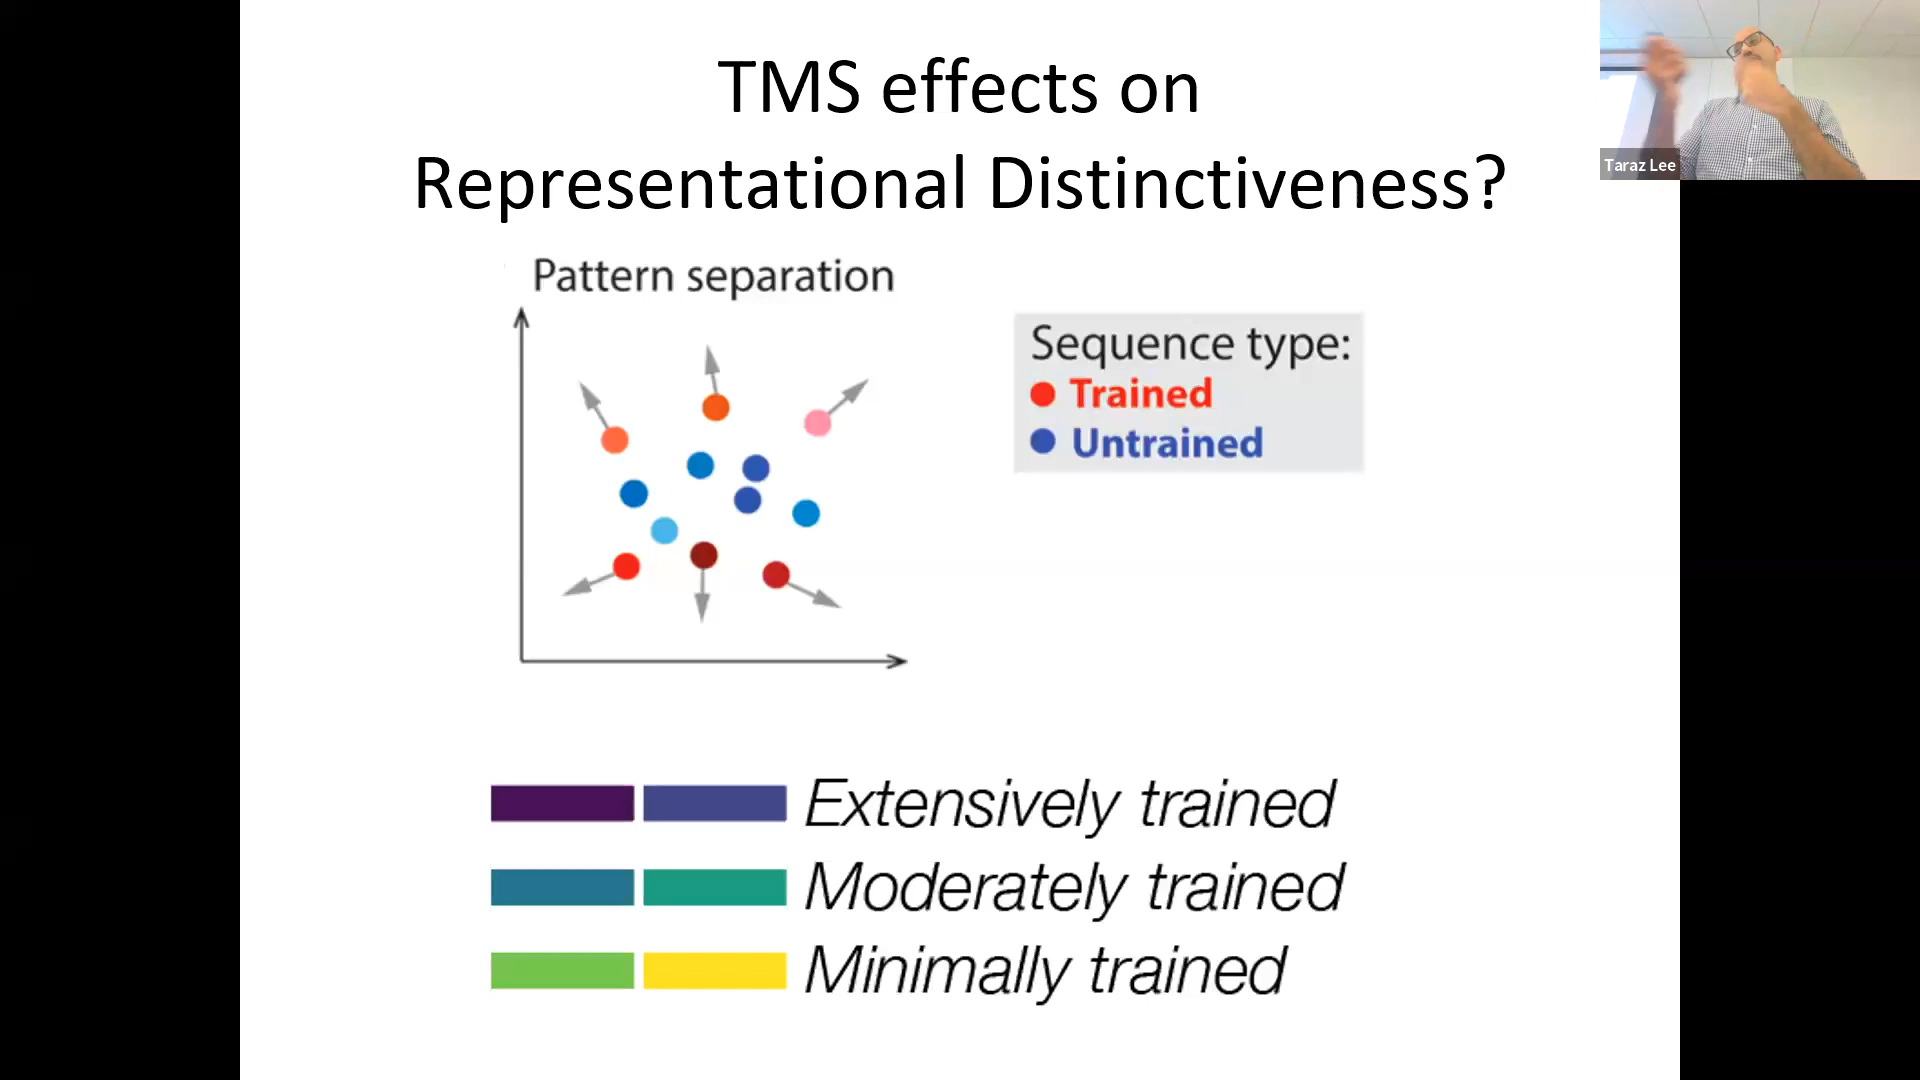 TMS effects on
Representational Distinctiveness?
Taraz Lee
Pattern separation
Sequence type:
Trained
Untrained
Extensively trained
Moderately trained
Minimally trained